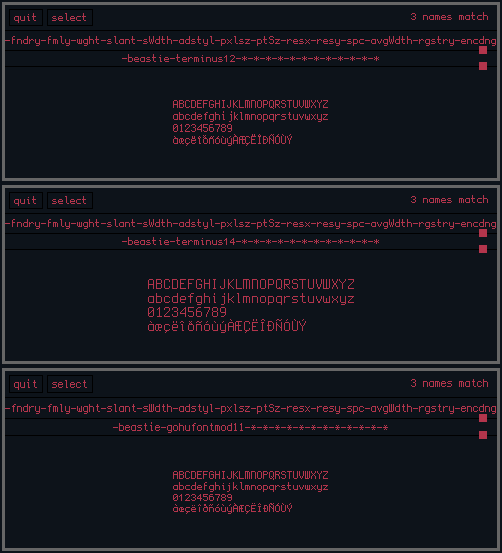 quit select 3 names match
-fndry-fmly-wght-slant-sWdth-adstyl-pxlsz-ptSz-resx-resy-spc-avgWdth-rgstry-encdng
-beastie-terminus12-*-*-*-*-*-*-*-*-*-*-*-*
ABCDEFGHIJKLMNOPQRSTUVWXYZ
abcdefghijklmnopqrstuvwxyz
0123456789
àæçëîðñóùýÀÆÇËÎÐÑÓÙÝ
quit select 3 names match
-fndry-fmly-wght-slant-sWdth-adstyl-pxlsz-ptSz-resx-resy-spc-avgWdth-rgstry-encdng
-beastie-terminus14-*-*-*-*-*-*-*-*-*-*-*-*
ABCDEFGHIJKLMNOPQRSTUVWXYZ
abcdefghijklmnopqrstuvwxyz
0123456789
àæçëîðñóùýÀÆÇËÎÐÑÓÙÝ
quit select 3 names match
-fndry-fmly-wght-slant-sWdth-adstyl-pxlsz-ptSz-resx-resy-spc-avgWdth-rgstry-encdng
-beastie-gohufontmod11-*-*-*-*-*-*-*-*-*-*-*-*
ABCDEFGHIJKLMNOPQRSTUVWXYZ
abcdefghijklmnopqrstuvwxyz
0123456789
àæçëîðñóùýÀÆÇËÎÐÑÓÙÝ